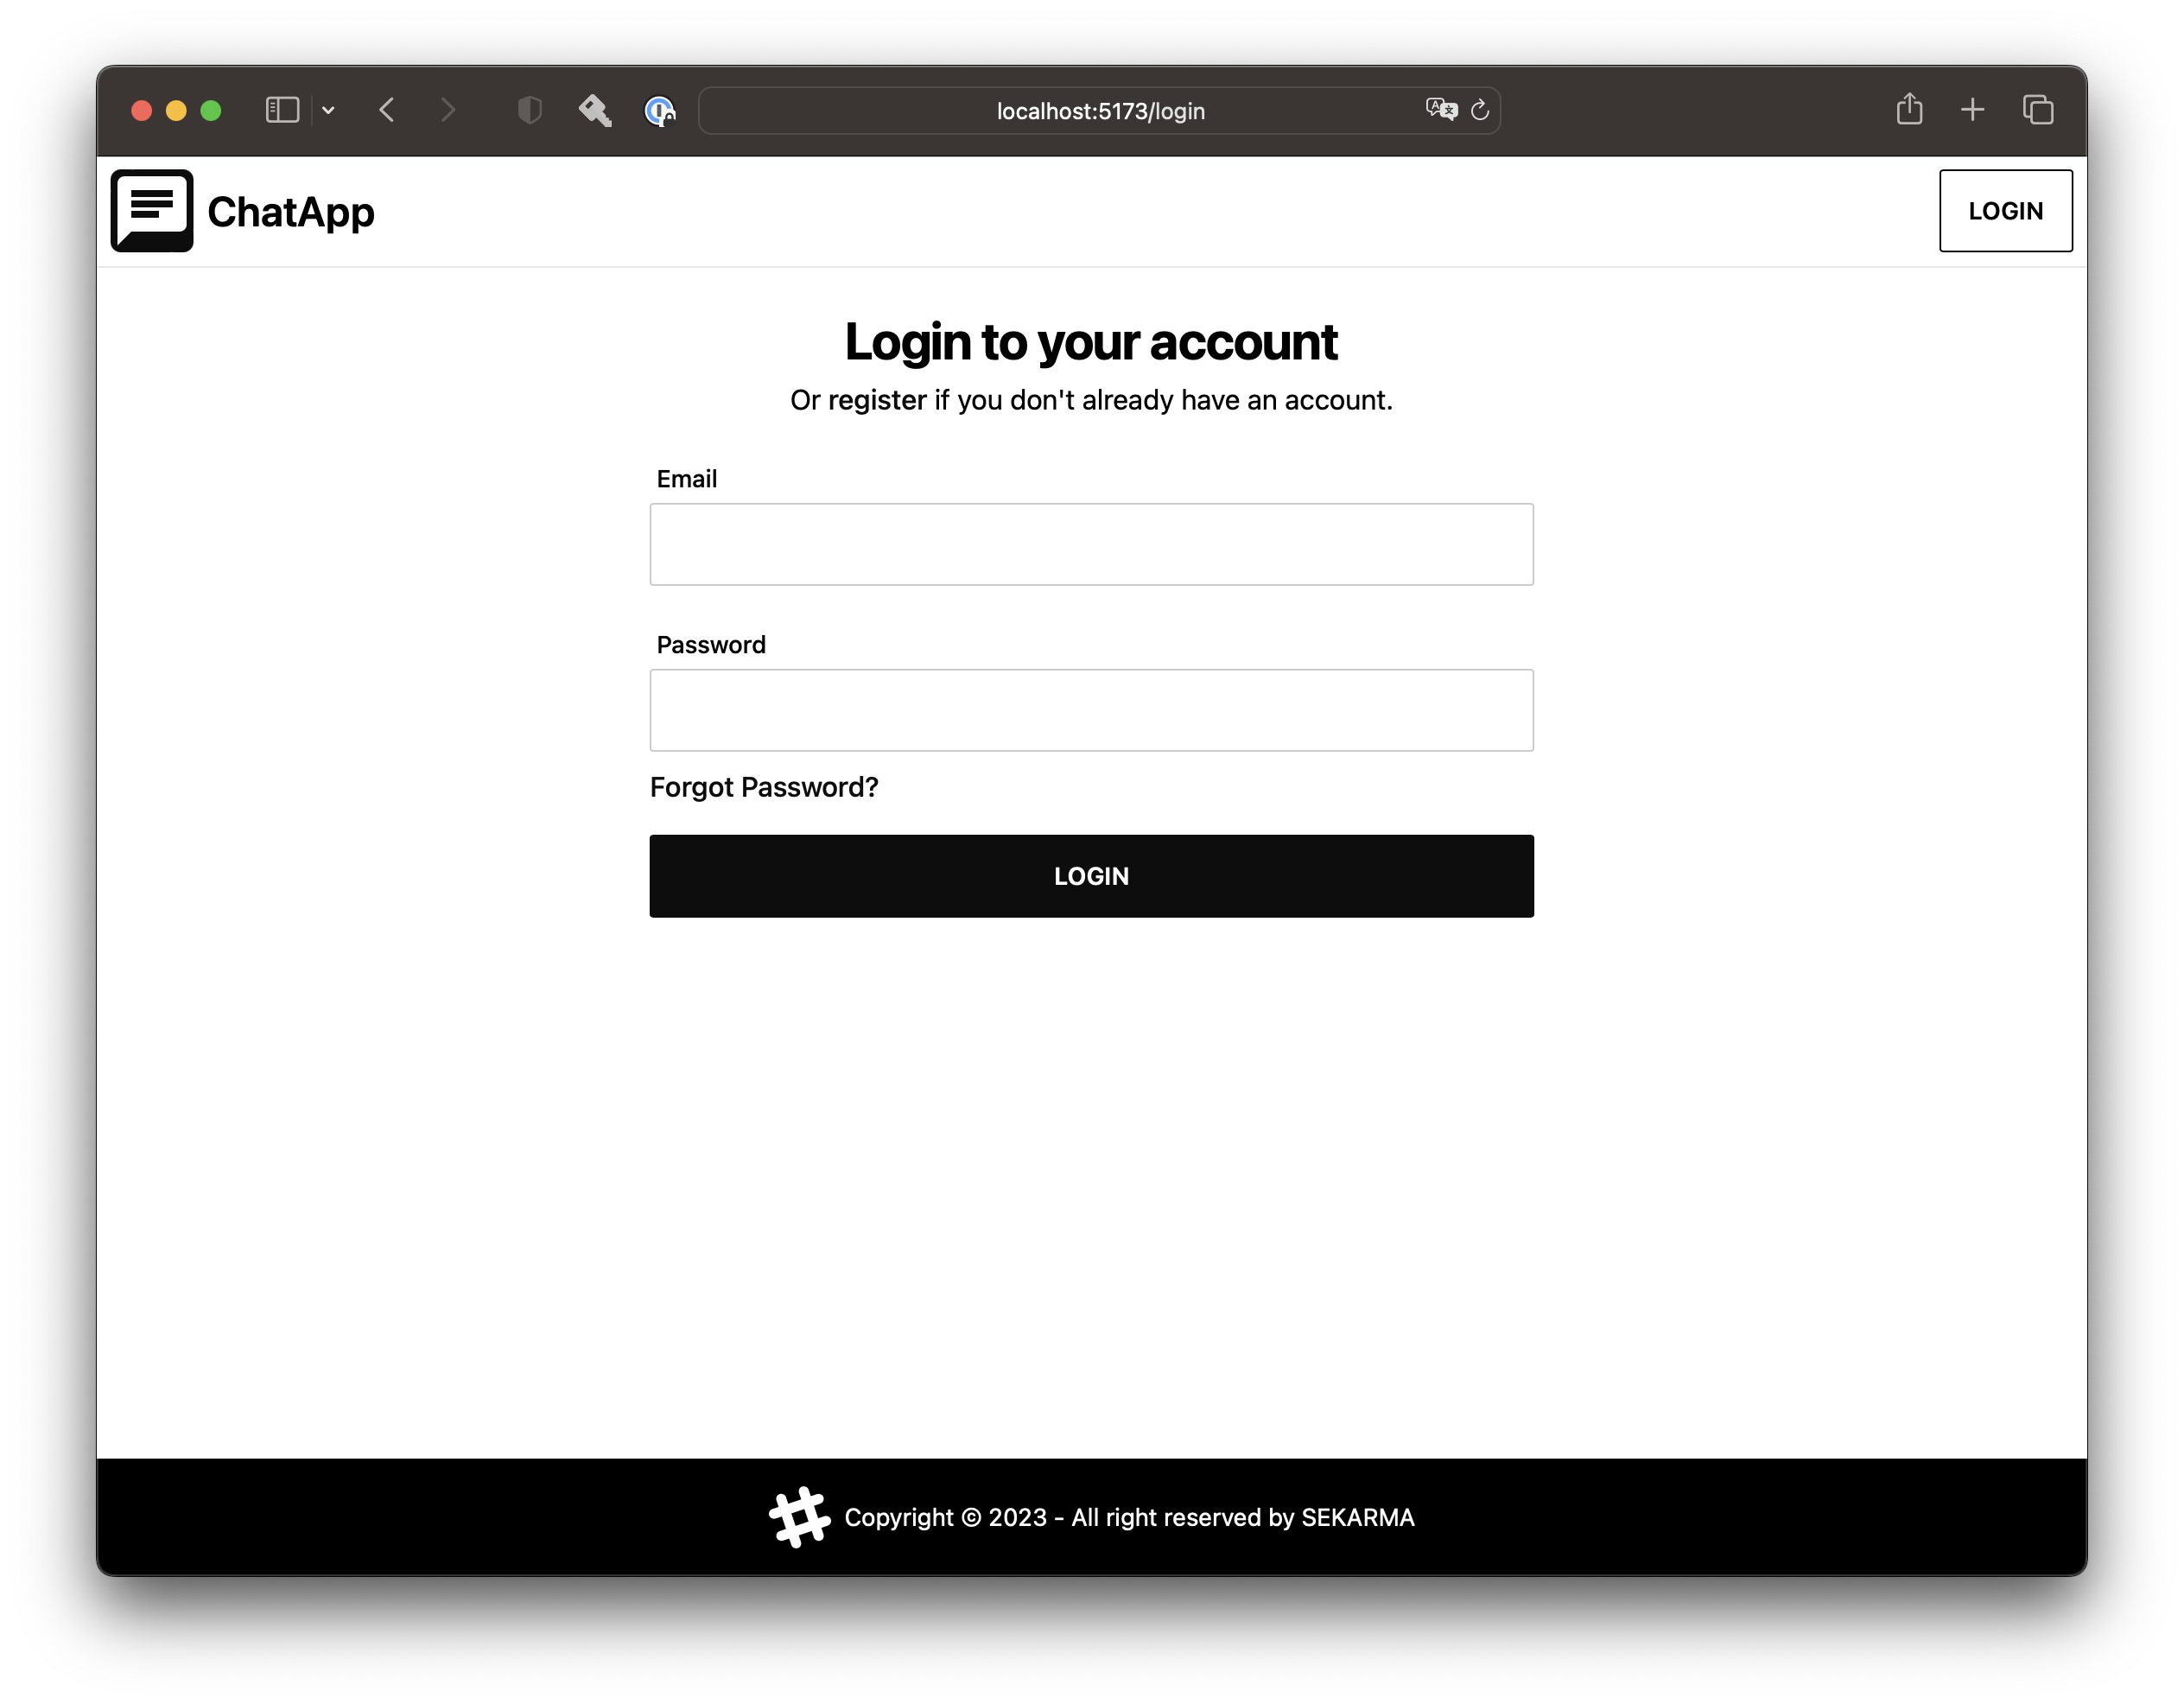 localhost:5173/login
ChatApp
LOGIN
Login to your account
Or register if you don't already have an account.
Email
Password
Forgot Password?
LOGIN
Copyright © 2023 - All right reserved by SEKARMA